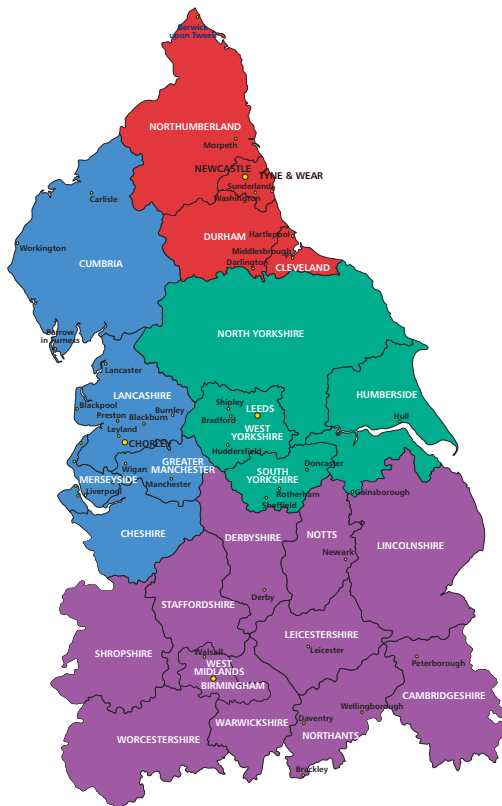 Berwick
upon Tweed
NORTHUMBERLAND
Morpeth
NEWCASTLE
TYNE & WEAR
Sunderland
Washington
Carlisle
DURHAM
Hartlepool
Workington
Middlesbrough
CUMBRIA
Darlington
CLEVELAND
Barrow
in Furness
NORTH YORKSHIRE
Lancaster
LANCASHIRE
HUMBERSIDE
Blackpool
Burnley
Shipley
LEEDS
Preston
Blackburn
Bradford
Hull
Leyland
WEST
YORKSHIRE
CHORLEY
Huddersfield
GREATER
MANCHESTER
Wigan
SOUTH
YORKSHIRE
Doncaster
MERSEYSIDE
Manchester
Liverpool
Rotherham
Gainsborough
Sheffield
CHESHIRE
DERBYSHIRE
NOTTS
LINCOLNSHIRE
Newark
Derby
STAFFORDSHIRE
LEICESTERSHIRE
Walsall
Leicester
SHROPSHIRE
WEST
MIDLANDS
Peterborough
BIRMINGHAM
CAMBRIDGESHIRE
Wellingborough
WARWICKSHIRE
Daventry
WORCESTERSHIRE
NORTHANTS
Brackley